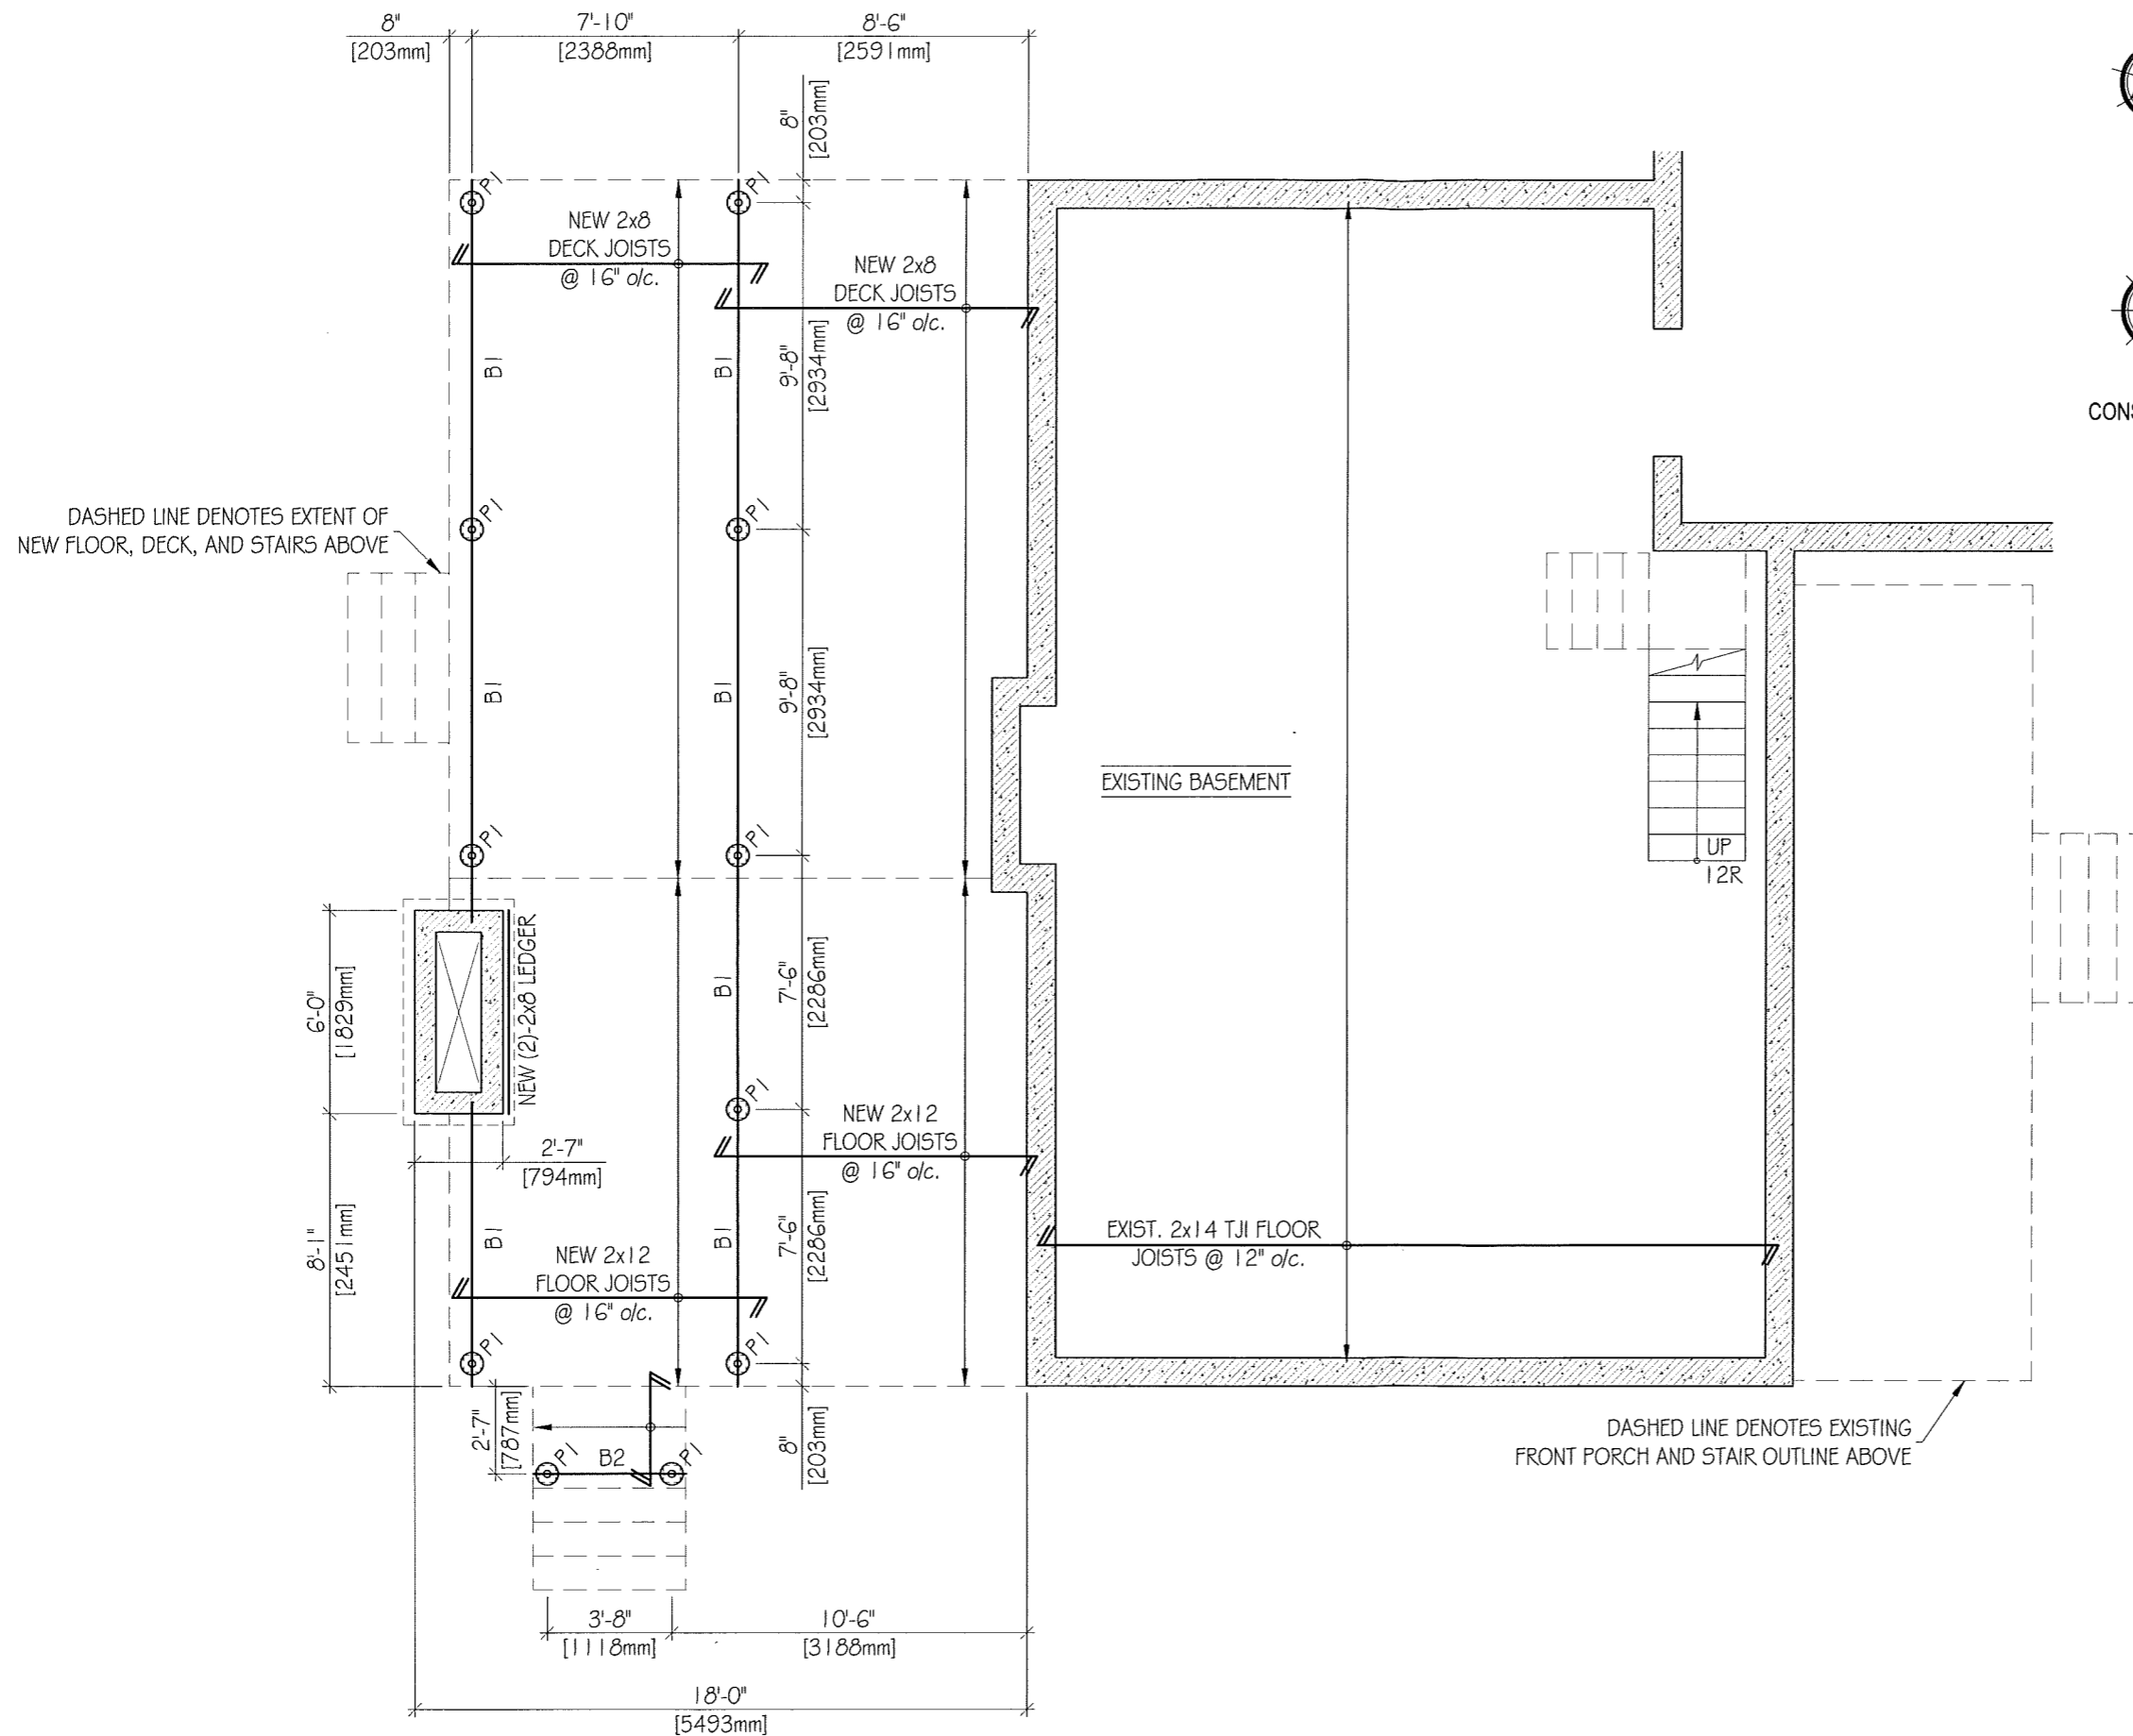 8"
[203mm]
7'-10"
[2388mm]
8'-6"
[2591mm]
8"
[203mm]
P1
P1
NEW 2x8
DECK JOISTS
@ 16" o/c.
NEW 2x8
DECK JOISTS
@ 16" o/c.
B1
B1
9'-8"
[2934mm]
CONS
DASHED LINE DENOTES EXTENT OF
NEW FLOOR, DECK, AND STAIRS ABOVE
P1
P1
B1
B1
9'-8"
[2934mm]
EXISTING BASEMENT
P1
P1
UP
12R
NEW (2)-2x8 LEDGER
6'-0"
[1829mm]
B1
7'-6"
[2286mm]
P1
NEW 2x12
FLOOR JOISTS
@ 16" o/c.
2'-7"
[794mm]
8'-1"
[2451mm]
B1
NEW 2x12
FLOOR JOISTS
@ 16" o/c.
B1
7'-6"
[2286mm]
EXIST. 2x14 TJI FLOOR
JOISTS @ 12" o/c.
P1
P1
2'-7"
[787mm]
P1
B2
P1
8"
[203mm]
DASHED LINE DENOTES EXISTING
FRONT PORCH AND STAIR OUTLINE ABOVE
3'-8"
[1118mm]
10'-6"
[3188mm]
18'-0"
[5493mm]